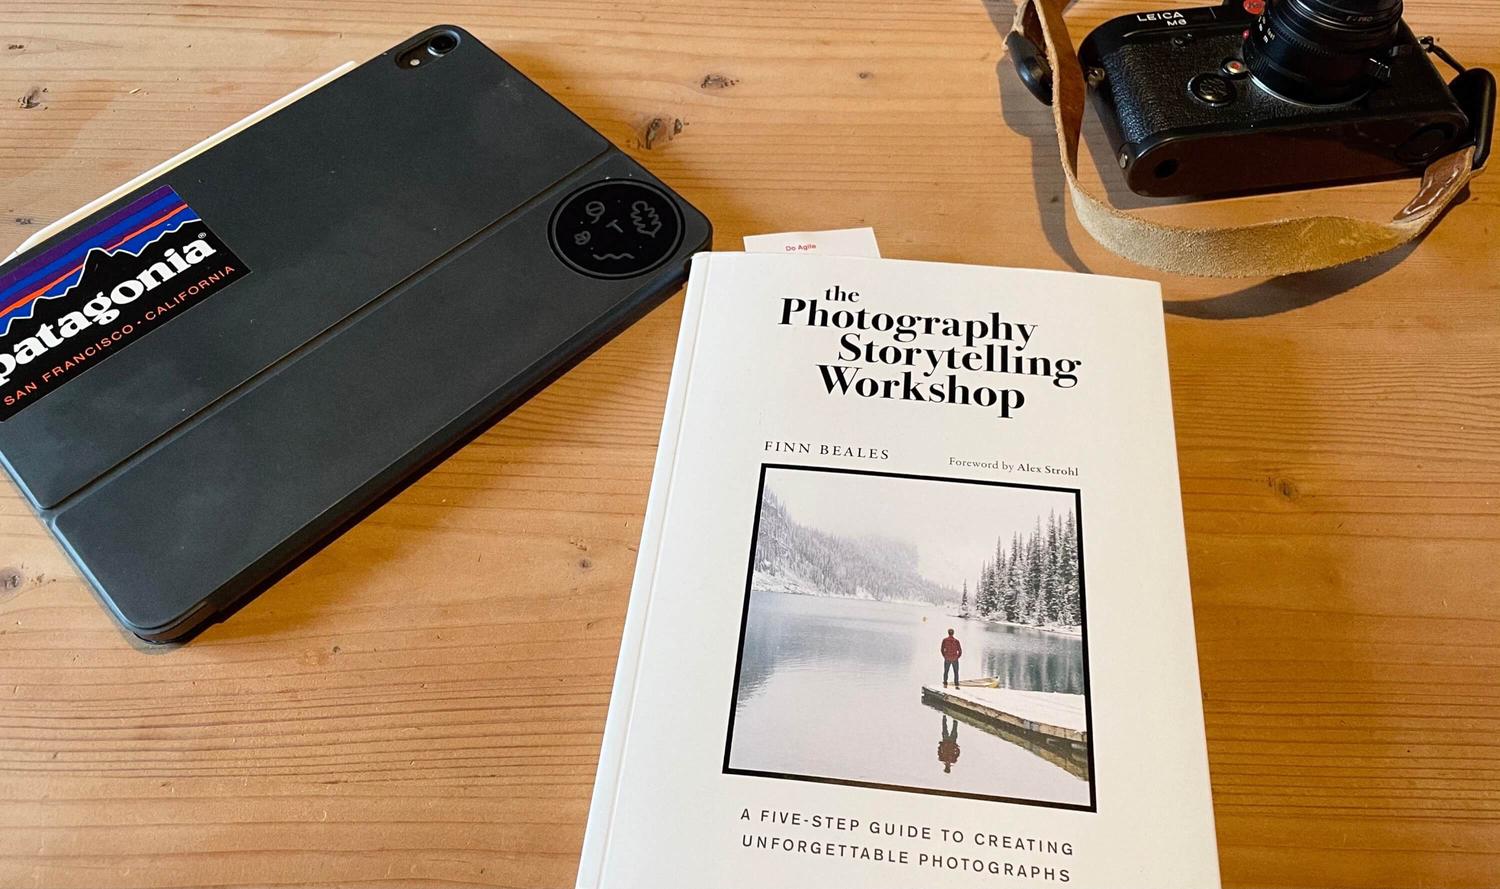 LEICA
M6
patagonia®
SAN FRANCISCO · CALIFORNIA
Do Agile
the
Photography
Storytelling
Workshop
FINN BEALES
Foreword by Alex Strohl
A FIVE-STEP GUIDE TO CREATING
UNFORGETTABLE PHOTOGRAPHS